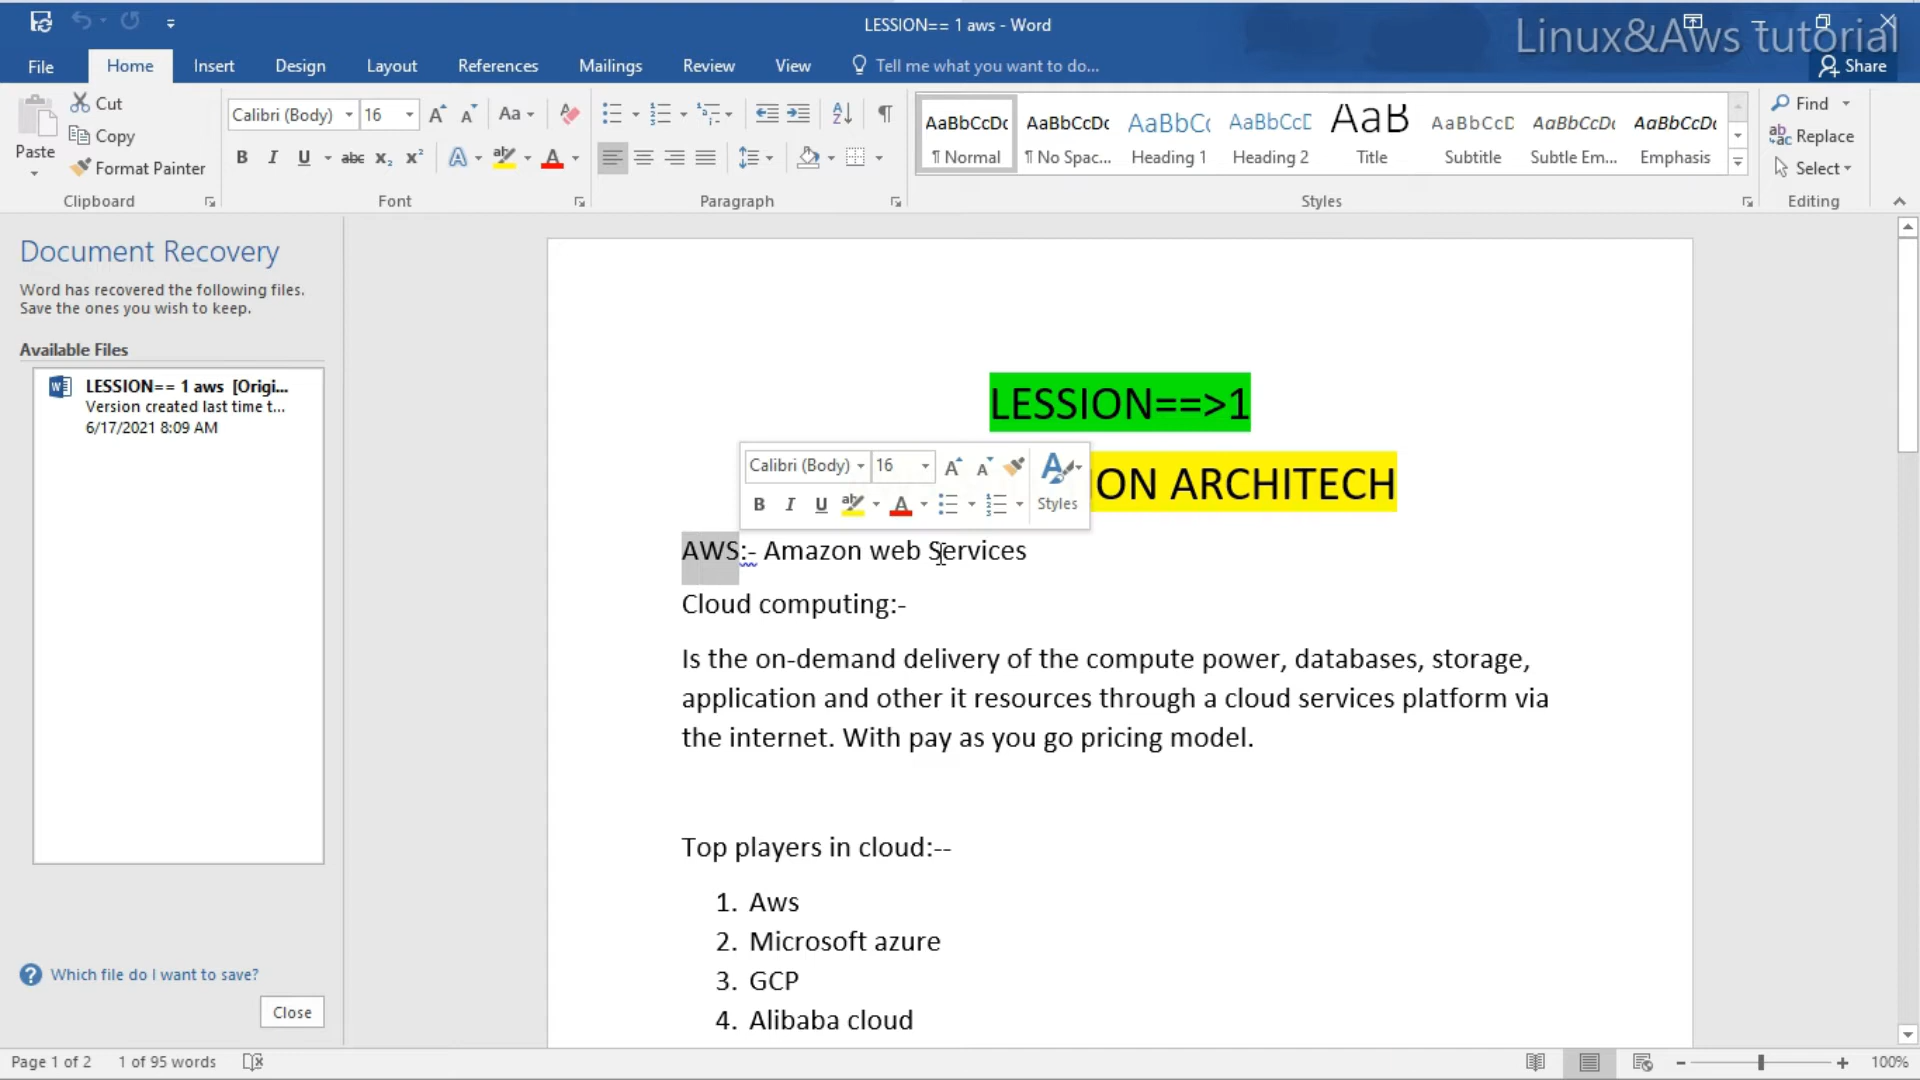 LESSION== 1 aws - Word
Linux&Aws tutorial
File Home Insert Design Layout References Mailings Review View Tell me what you want to do... Share
Paste
Cut
Copy
Format Painter
Clipboard
Calibri (Body) 16 Aa
B I U abc X₂ X² A ab A
Font
Paragraph
AaBbCcDc AaBbCcDc AaBbC( AaBbCcD AaB AaBbCcD AaBbCcDc AaBbCcDc
¶ Normal ¶ No Spac... Heading 1 Heading 2 Title Subtitle Subtle Em... Emphasis
Styles
Find
Replace
Select
Editing
Document Recovery
Word has recovered the following files.
Save the ones you wish to keep.
Available Files
LESSION== 1 aws [Origi...
Version created last time t...
6/17/2021 8:09 AM
Which file do I want to save?
Close
LESSION==>1
ON ARCHITECH
Calibri (Body) 16
B I U ab A Styles
AWS:- Amazon web Services
Cloud computing:-
Is the on-demand delivery of the compute power, databases, storage,
application and other it resources through a cloud services platform via
the internet. With pay as you go pricing model.
Top players in cloud:--
1. Aws
2. Microsoft azure
3. GCP
4. Alibaba cloud
Page 1 of 2 1 of 95 words 100%